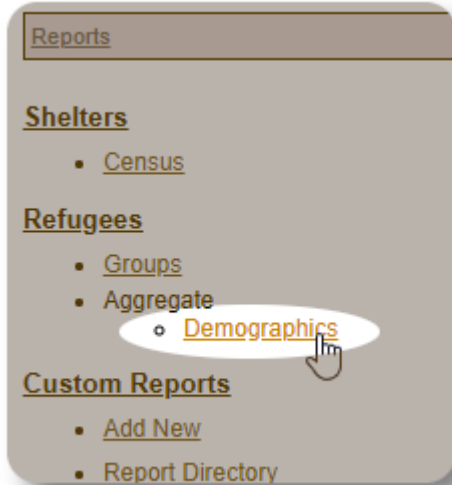 Reports
Shelters
Census
Refugees
Groups
Aggregate
Demographics
Custom Reports
Add New
Report Directory